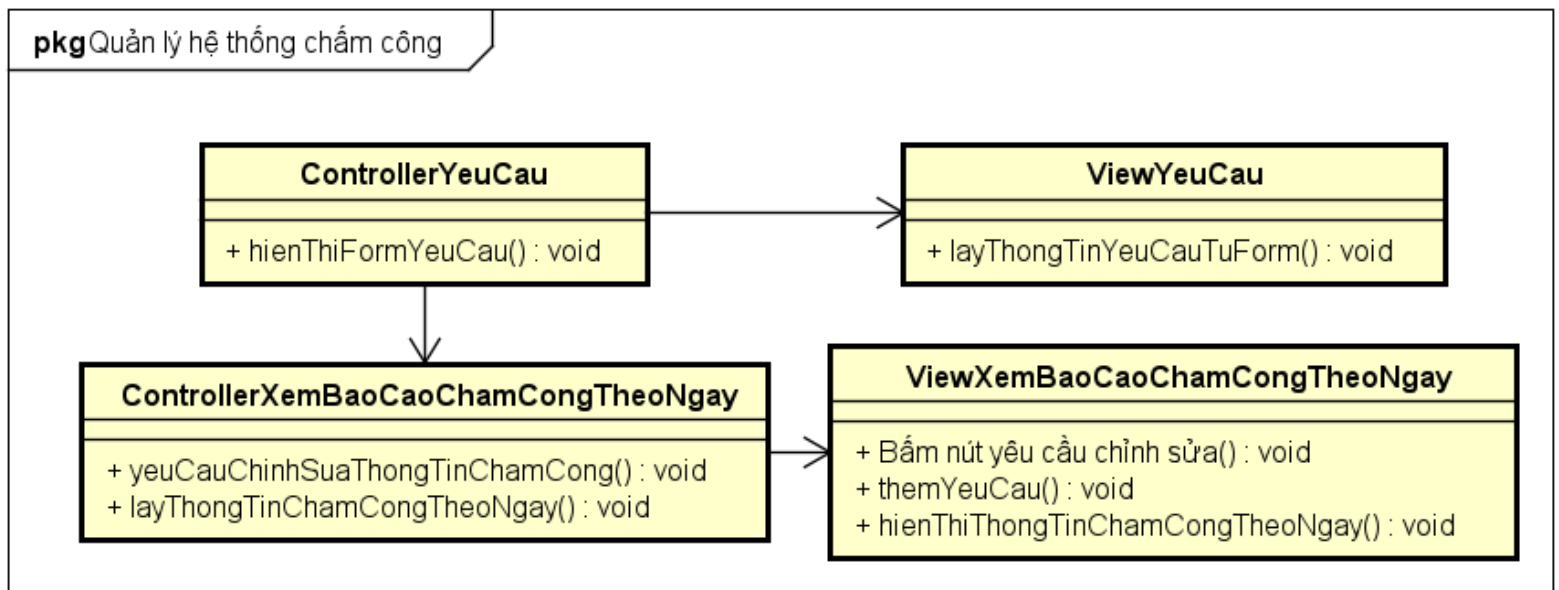 pkg Quản lý hệ thống chấm công
ControllerYeuCau
+ hienThiFormYeuCau() : void
ViewYeuCau
+ layThongTinYeuCauTuForm() : void
ControllerXemBaoCaoChamCongTheoNgay
+ yeuCauChinhSuaThongTinChamCong() : void
+ layThongTinChamCongTheoNgay() : void
ViewXemBaoCaoChamCongTheoNgay
+ Bấm nút yêu cầu chỉnh sửa() : void
+ themYeuCau() : void
+ hienThiThongTinChamCongTheoNgay() : void